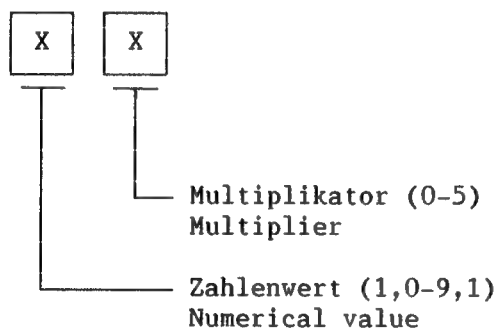 X X
Multiplikator (0-5)
Multiplier
Zahlenwert (1,0-9,1)
Numerical value